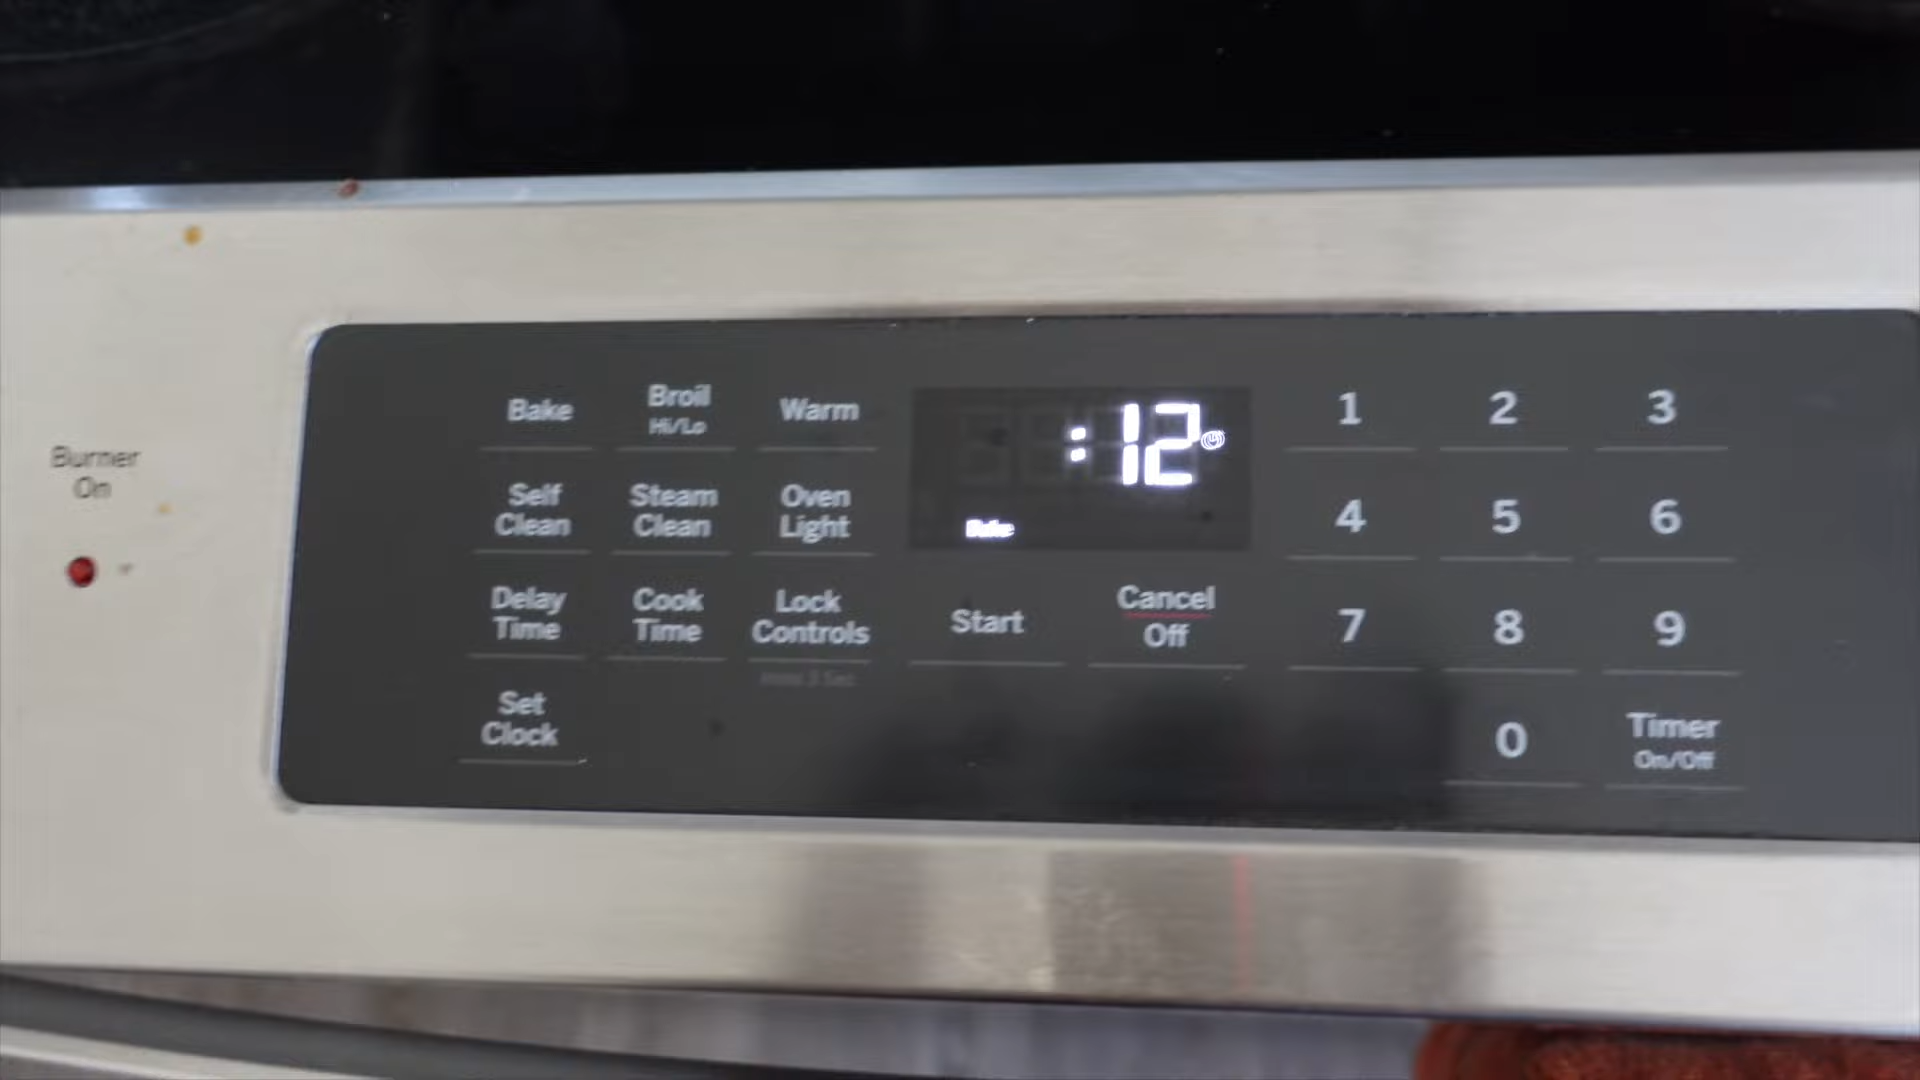 Burner
On
Bake
Broil
Hi/Lo
Warm
Self
Clean
Steam
Clean
Oven
Light
Delay
Time
Cook
Time
Lock
Controls
Set
Clock
:12
Bake
Start
Cancel
Off
1 2 3
4 5 6
7 8 9
0
Timer
On/Off